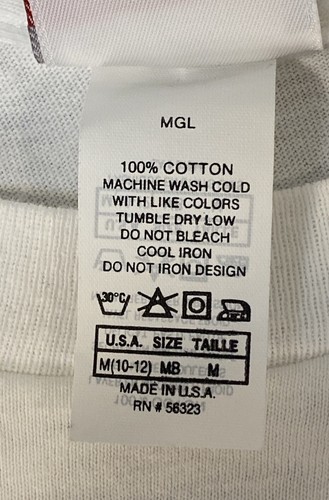 MGL
100% COTTON
MACHINE WASH COLD
WITH LIKE COLORS
TUMBLE DRY LOW
DO NOT BLEACH
COOL IRON
DO NOT IRON DESIGN
30°C
U.S.A. SIZE TAILLE
M(10-12) MB M
MADE IN U.S.A.
RN # 56323